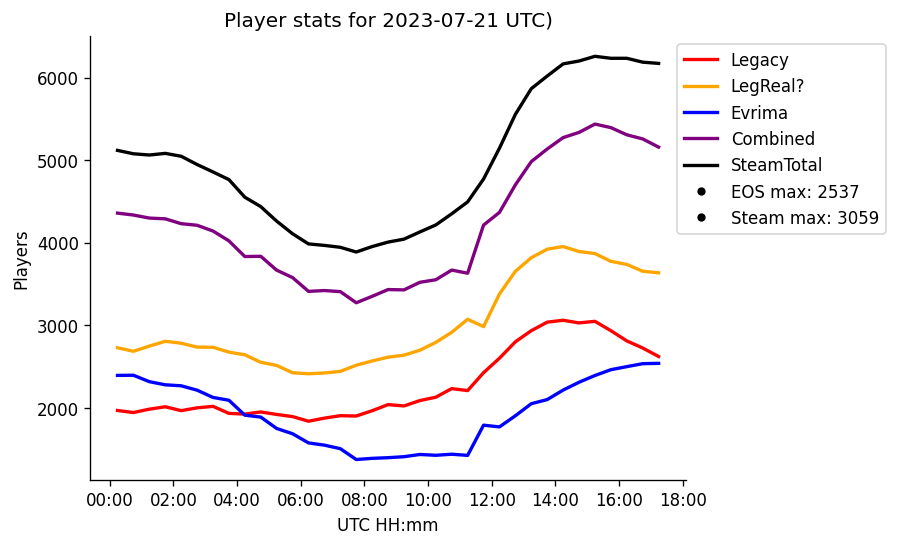 Player stats for 2023-07-21 UTC)
Legacy
LegReal?
Evrima
Combined
SteamTotal
EOS max: 2537
Steam max: 3059
Players
6000
5000
4000
3000
2000
00:00 02:00 04:00 06:00 08:00 10:00 12:00 14:00 16:00 18:00
UTC HH:mm